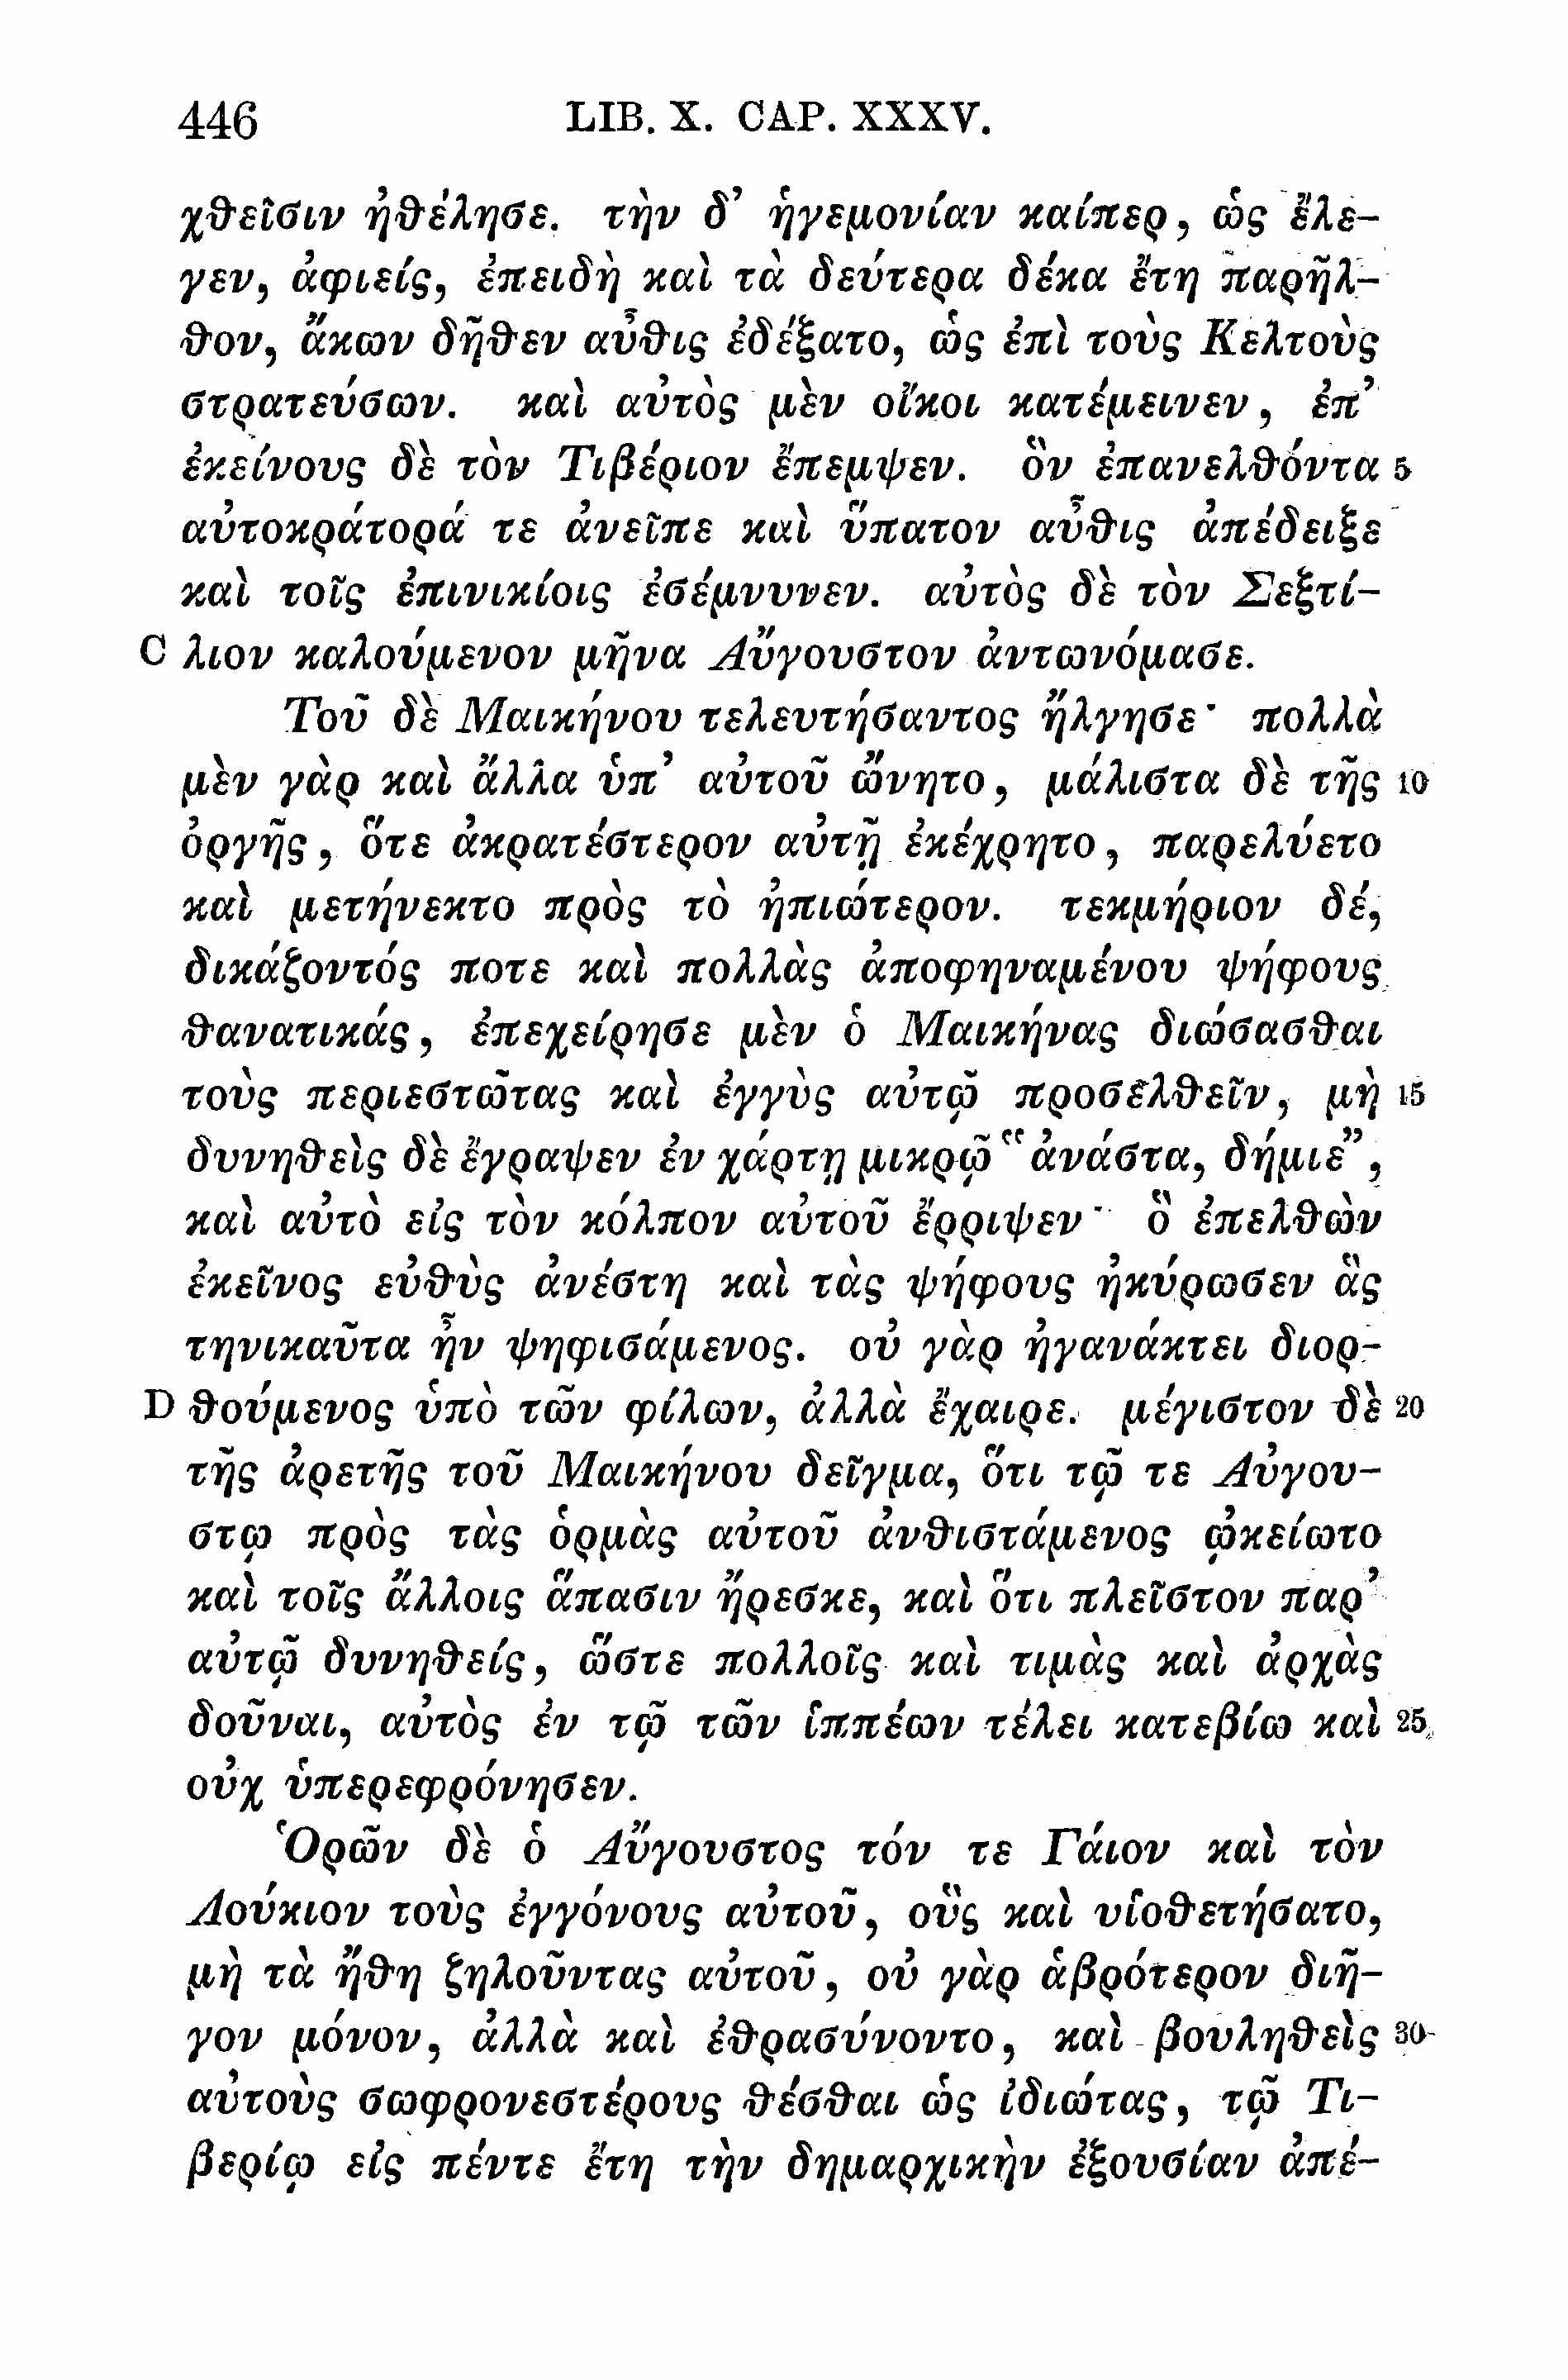 446 LIB. X. CAP. XXXV.
χθεῖσιν ἠθέλησε. τὴν δ’ ἡγεμονίαν καίπερ, ὡς ἔλε-
γεν, ἀφιείς, ἐπειδὴ καὶ τὰ δεύτερα δέκα ἔτη παρῆλ-
θον, ἄκων δῆθεν αὖθις ἐδέξατο, ὡς ἐπὶ τοὺς Κελτοὺς
στρατεύσων. καὶ αὐτὸς μὲν οἴκοι κατέμεινεν, ἐπ’
ἐκείνους δὲ τὸν Τιβέριον ἔπεμψεν. ὃν ἐπανελθόντα 5
αὐτοκράτορά τε ἀνεῖπε καὶ ὕπατον αὖθις ἀπέδειξε
καὶ τοῖς ἐπινικίοις ἐσέμνυνεν. αὐτὸς δὲ τὸν Σεξτί-
C λιον καλούμενον μῆνα Αὔγουστον ἀντωνόμασε.
Τοῦ δὲ Μαικήνου τελευτήσαντος ἤλγησε· πολλὰ
μὲν γὰρ καὶ ἄλλα ὑπ’ αὐτοῦ ὤνητο, μάλιστα δὲ τῆς 10
ὀργῆς, ὅτε ἀκρατέστερον αὐτῇ ἐκέχρητο, παρελύετο
καὶ μετήνεκτο πρὸς τὸ ἠπιώτερον. τεκμήριον δέ,
δικάζοντός ποτε καὶ πολλὰς ἀποφηναμένου ψήφους
θανατικάς, ἐπεχείρησε μὲν ὁ Μαικήνας διώσασθαι
τοὺς περιεστῶτας καὶ ἐγγὺς αὐτῷ προσελθεῖν, μὴ 15
δυνηθεὶς δὲ ἔγραψεν ἐν χάρτῃ μικρῷ “ἀνάστα, δήμιε”,
καὶ αὐτὸ εἰς τὸν κόλπον αὐτοῦ ἔρριψεν· ὃ ἐπελθὼν
ἐκεῖνος εὐθὺς ἀνέστη καὶ τὰς ψήφους ἠκύρωσεν ἃς
τηνικαῦτα ἦν ψηφισάμενος. οὐ γὰρ ἠγανάκτει διορ-
D θούμενος ὑπὸ τῶν φίλων, ἀλλὰ ἔχαιρε. μέγιστον δὲ 20
τῆς ἀρετῆς τοῦ Μαικήνου δεῖγμα, ὅτι τῷ τε Αὐγου-
στῳ πρὸς τὰς ὁρμὰς αὐτοῦ ἀνθιστάμενος ᾠκείωτο
καὶ τοῖς ἄλλοις ἅπασιν ἤρεσκε, καὶ ὅτι πλεῖστον παρ’
αὐτῷ δυνηθείς, ὥστε πολλοῖς καὶ τιμὰς καὶ ἀρχὰς
δοῦναι, αὐτὸς ἐν τῷ τῶν ἱππέων τέλει κατεβίω καὶ 25
οὐχ ὑπερεφρόνησεν.
Ὁρῶν δὲ ὁ Αὔγουστος τόν τε Γάιον καὶ τὸν
Λούκιον τοὺς ἐγγόνους αὐτοῦ, οὓς καὶ υἱοθετήσατο,
μὴ τὰ ἤθη ζηλοῦντας αὐτοῦ, οὐ γὰρ ἁβρότερον διῆ-
γον μόνον, ἀλλὰ καὶ ἐθρασύνοντο, καὶ βουληθεὶς 30
αὐτοὺς σωφρονεστέρους θέσθαι ὡς ἰδιώτας, τῷ Τι-
βερίῳ εἰς πέντε ἔτη τὴν δημαρχικὴν ἐξουσίαν ἀπέ-